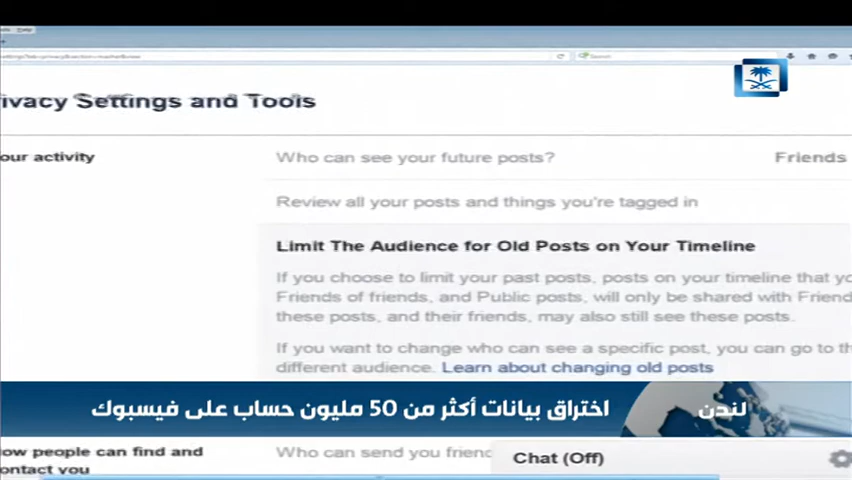 Privacy Settings and Tools
our activity
Who can see your future posts?
Friends
Review all your posts and things you're tagged in
Limit The Audience for Old Posts on Your Timeline
If you choose to limit your past posts, posts on your timeline that
Friends of friends, and Public posts, will only be shared with
these posts, and their friends, may also still see these posts.
If you want to change who can see a specific post, you can go to
different audience. Learn about changing old posts
لندن
اختراق بيانات أكثر من 50 مليون حساب على فيسبوك
ow people can find and
Who can send you
Chat (Off)
ontact you